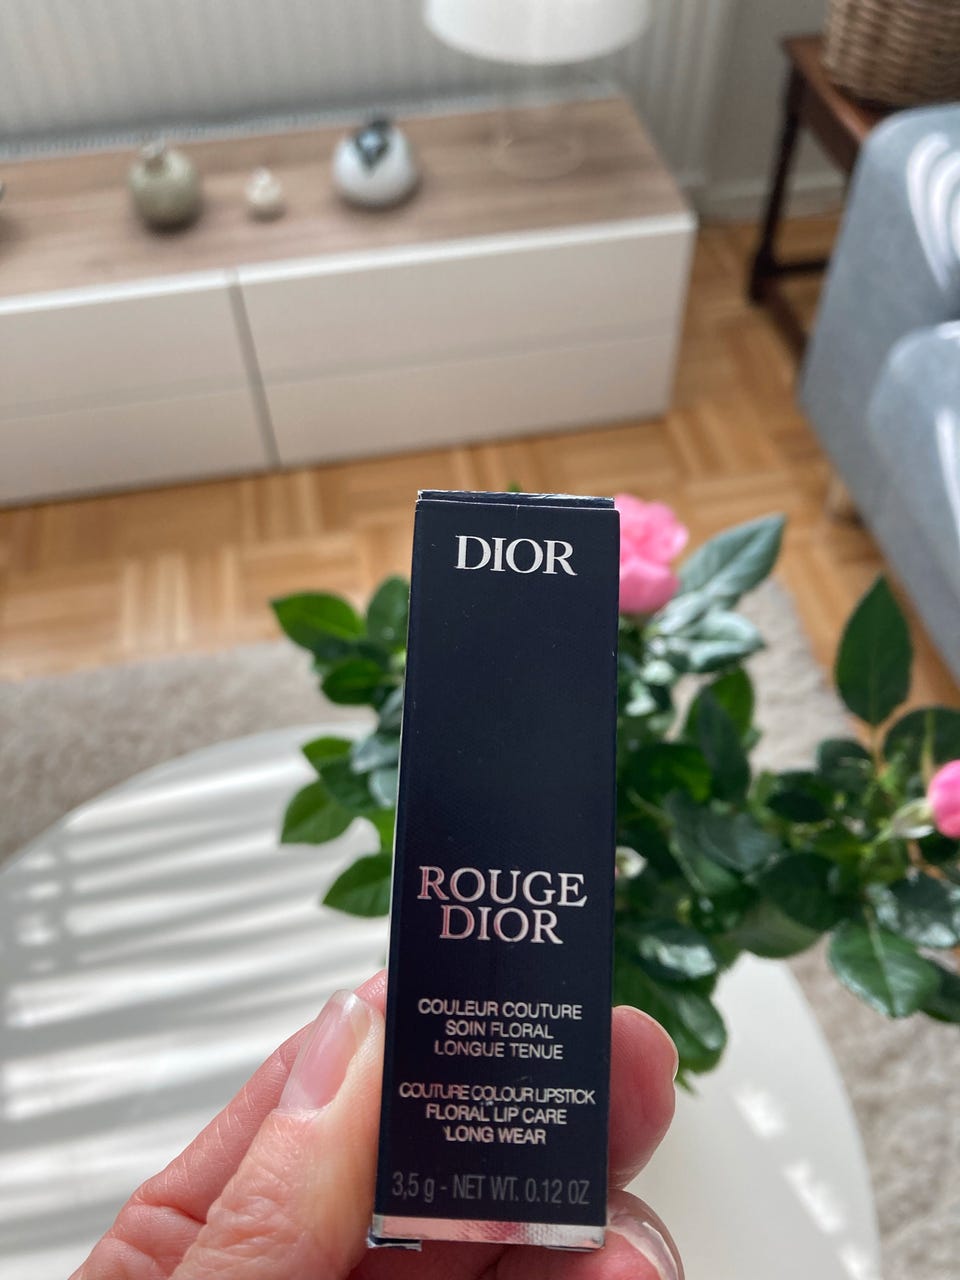 DIOR
ROUGE
DIOR
COULEUR COUTURE
SOIN FLORAL
LONGUE TENUE
COUTURE COLOUR LIPSTICK
FLORAL LIP CARE
LONG WEAR
3,5 g - NET WT. 0.12 OZ